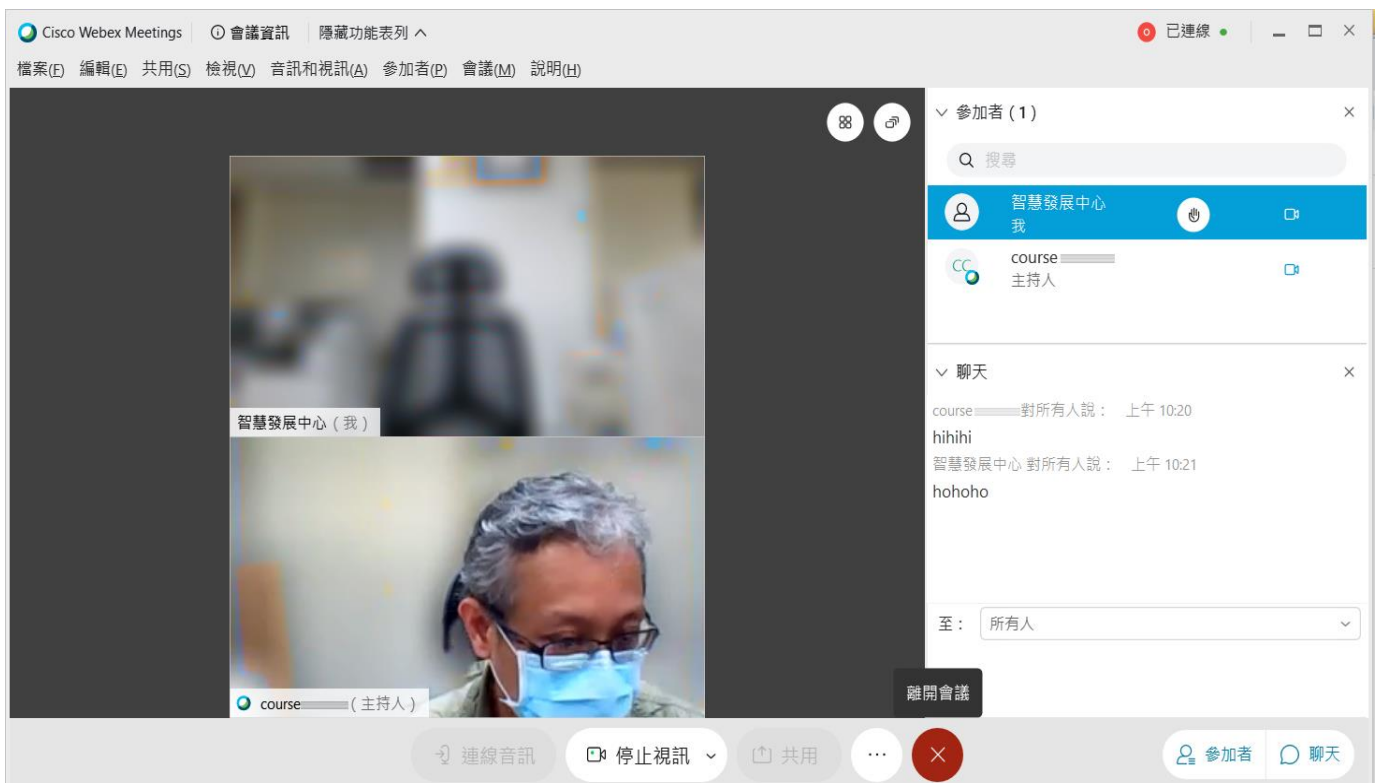 Cisco Webex Meetings ⓘ 會議資訊 隱藏功能表列 ∧ 已連線
檔案(F) 編輯(E) 共用(S) 檢視(V) 音訊和視訊(A) 參加者(P) 會議(M) 說明(H)
參加者 ( 1 )
搜尋
智慧發展中心
我
CC
course
主持人
智慧發展中心 ( 我 )
聊天
course 對所有人說： 上午 10:20
hihihi
智慧發展中心 對所有人說： 上午 10:21
hohoho
至： 所有人
course ( 主持人 )
離開會議
連線音訊 停止視訊 共用 ... 參加者 聊天